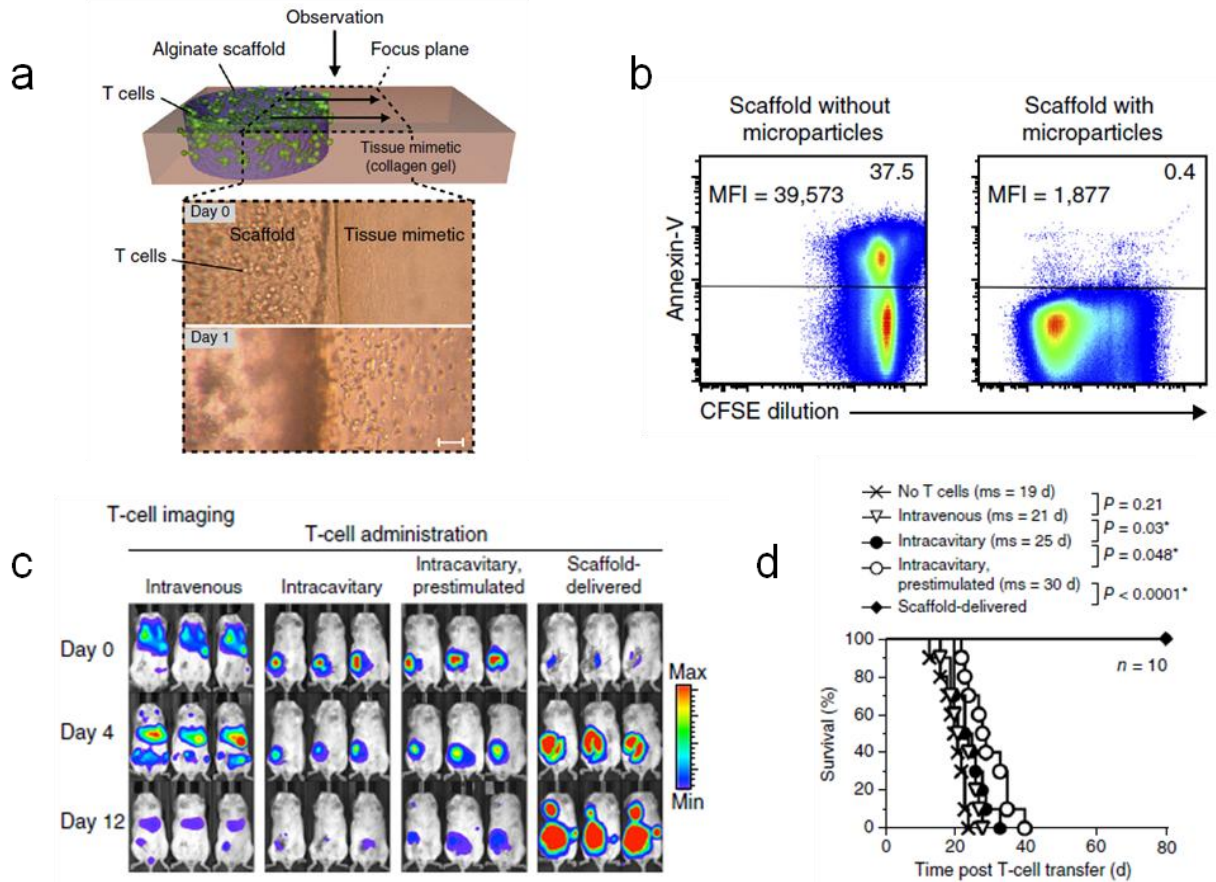 a
Observation
Alginate scaffold
Focus plane
T cells
Tissue mimetic
(collagen gel)
Day 0
Scaffold
Tissue mimetic
T cells
Day 1
b
Scaffold without
microparticles
Scaffold with
microparticles
37.5
MFI = 39,573
0.4
MFI = 1,877
Annexin-V
CFSE dilution
c
T-cell imaging
T-cell administration
Intravenous
Intracavitary
Intracavitary,
prestimulated
Scaffold-
delivered
Day 0
Day 4
Day 12
Max
Min
d
No T cells (ms = 19 d)
Intravenous (ms = 21 d)
Intracavitary (ms = 25 d)
Intracavitary,
prestimulated (ms = 30 d)
Scaffold-delivered
P = 0.21
P = 0.03*
P = 0.048*
P < 0.0001*
n = 10
Survival (%)
100
80
60
40
20
0
0 20 40 60 80
Time post T-cell transfer (d)